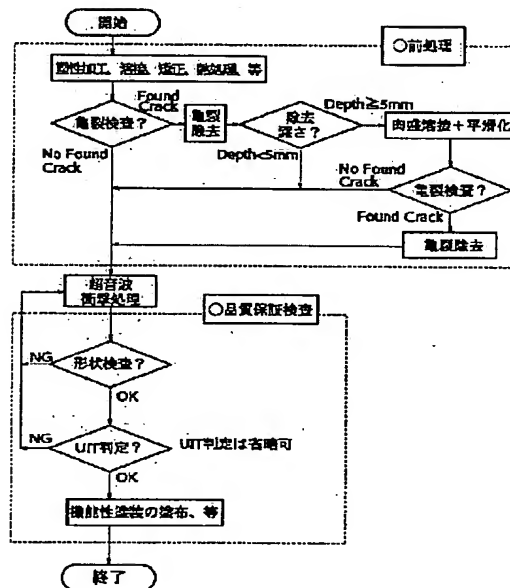 開始
○前処理
塑性加工、溶接、矯正、熱処理、等
Found
Crack
亀裂検査？
亀裂
除去
除去
深さ？
Depth≧5mm
肉盛溶接＋平滑化
No Found
Crack
Depth<5mm
No Found
Crack
亀裂検査？
Found Crack
亀裂除去
超音波
衝撃処理
○品質保証検査
NG
形状検査？
OK
NG
UIT判定？
UIT判定は省略可
OK
機能性塗装の塗布、等
終了